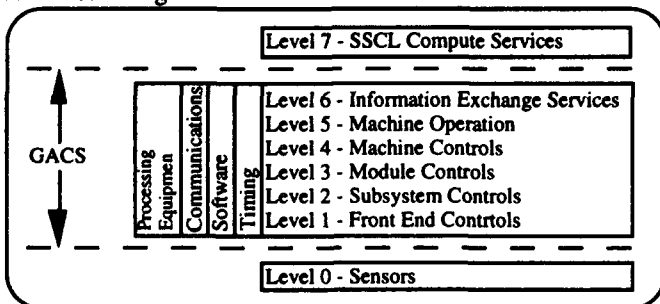 Level 7 - SSCL Compute Services
GACS
Processing
Equipmen
Communications
Software
Timing
Level 6 - Information Exchange Services
Level 5 - Machine Operation
Level 4 - Machine Controls
Level 3 - Module Controls
Level 2 - Subsystem Controls
Level 1 - Front End Contrtols
Level 0 - Sensors